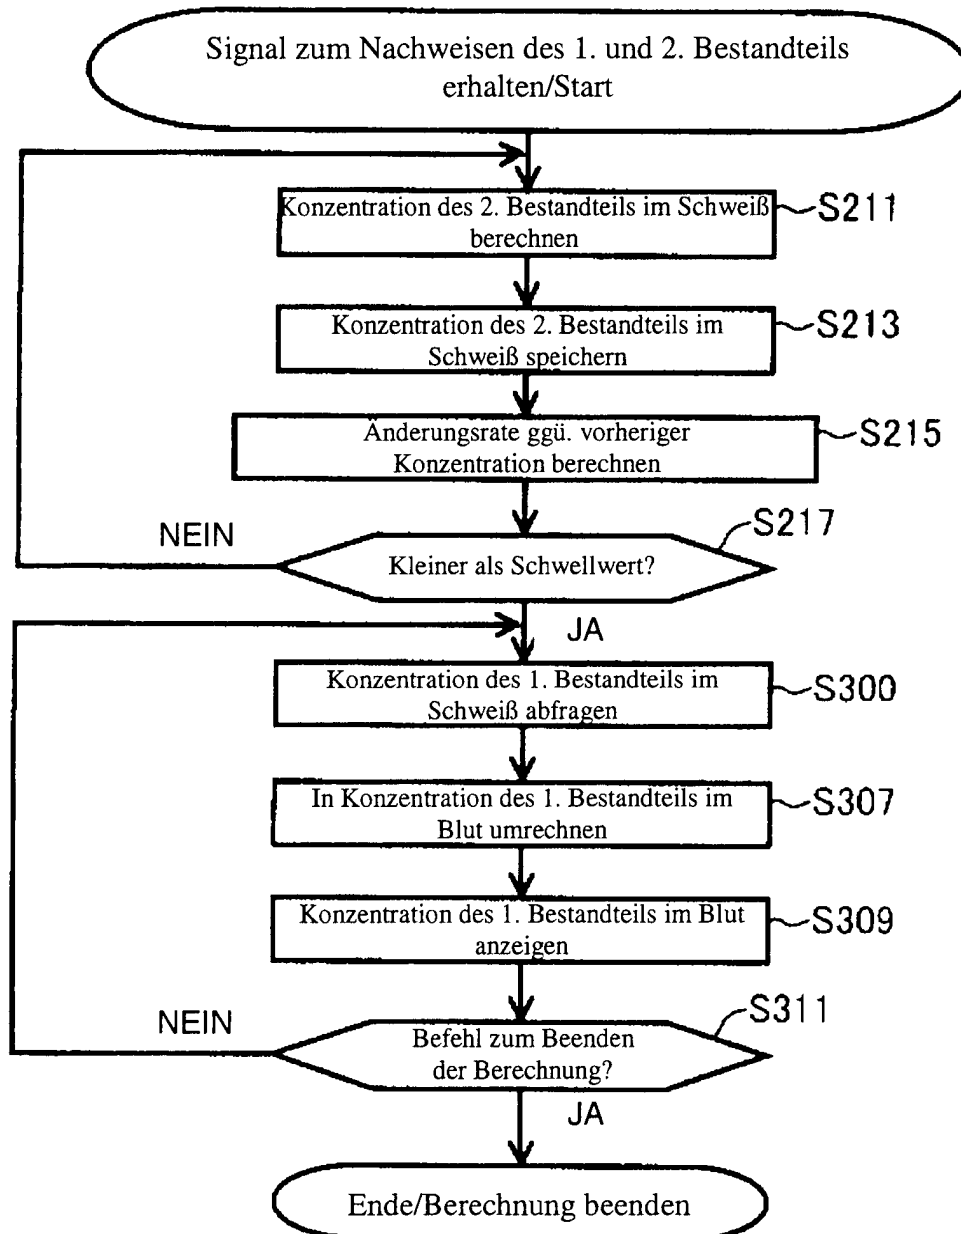 Signal zum Nachweisen des 1. und 2. Bestandteils
erhalten/Start
Konzentration des 2. Bestandteils im Schweiß
berechnen
S211
Konzentration des 2. Bestandteils im
Schweiß speichern
S213
Änderungsrate ggü. vorheriger
Konzentration berechnen
S215
NEIN
S217
Kleiner als Schwellwert?
JA
Konzentration des 1. Bestandteils im
Schweiß abfragen
S300
In Konzentration des 1. Bestandteils im
Blut umrechnen
S307
Konzentration des 1. Bestandteils im Blut
anzeigen
S309
NEIN
S311
Befehl zum Beenden
der Berechnung?
JA
Ende/Berechnung beenden